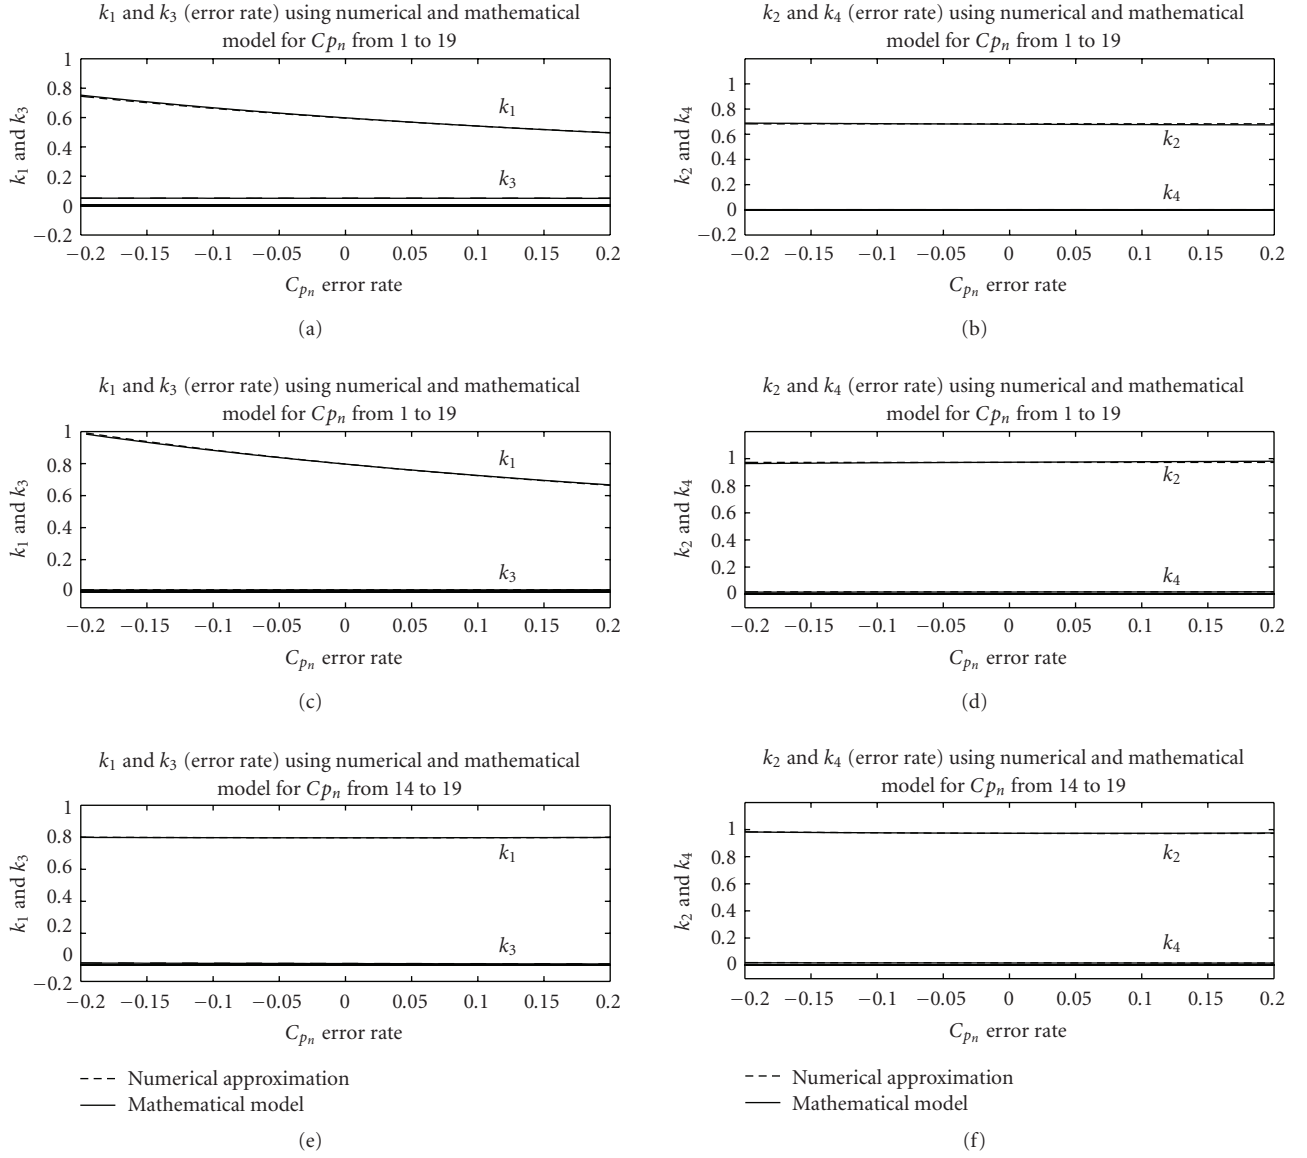 k₁ and k₃ (error rate) using numerical and mathematical
model for Cpₙ from 1 to 19
1
0.8
0.6
0.4
0.2
0
−0.2
k₁ and k₃
k₁
k₃
−0.2 −0.15 −0.1 −0.05 0 0.05 0.1 0.15 0.2
Cpₙ error rate
(a)
k₂ and k₄ (error rate) using numerical and mathematical
model for Cpₙ from 1 to 19
1
0.8
0.6
0.4
0.2
0
−0.2
k₂ and k₄
k₂
k₄
−0.2 −0.15 −0.1 −0.05 0 0.05 0.1 0.15 0.2
Cpₙ error rate
(b)
k₁ and k₃ (error rate) using numerical and mathematical
model for Cpₙ from 1 to 19
1
0.8
0.6
0.4
0.2
0
k₁ and k₃
k₁
k₃
−0.2 −0.15 −0.1 −0.05 0 0.05 0.1 0.15 0.2
Cpₙ error rate
(c)
k₂ and k₄ (error rate) using numerical and mathematical
model for Cpₙ from 1 to 19
1
0.8
0.6
0.4
0.2
0
k₂ and k₄
k₂
k₄
−0.2 −0.15 −0.1 −0.05 0 0.05 0.1 0.15 0.2
Cpₙ error rate
(d)
k₁ and k₃ (error rate) using numerical and mathematical
model for Cpₙ from 14 to 19
1
0.8
0.6
0.4
0.2
0
−0.2
k₁ and k₃
k₁
k₃
−0.2 −0.15 −0.1 −0.05 0 0.05 0.1 0.15 0.2
Cpₙ error rate
Numerical approximation
Mathematical model
(e)
k₂ and k₄ (error rate) using numerical and mathematical
model for Cpₙ from 14 to 19
1
0.8
0.6
0.4
0.2
0
k₂ and k₄
k₂
k₄
−0.2 −0.15 −0.1 −0.05 0 0.05 0.1 0.15 0.2
Cpₙ error rate
Numerical approximation
Mathematical model
(f)